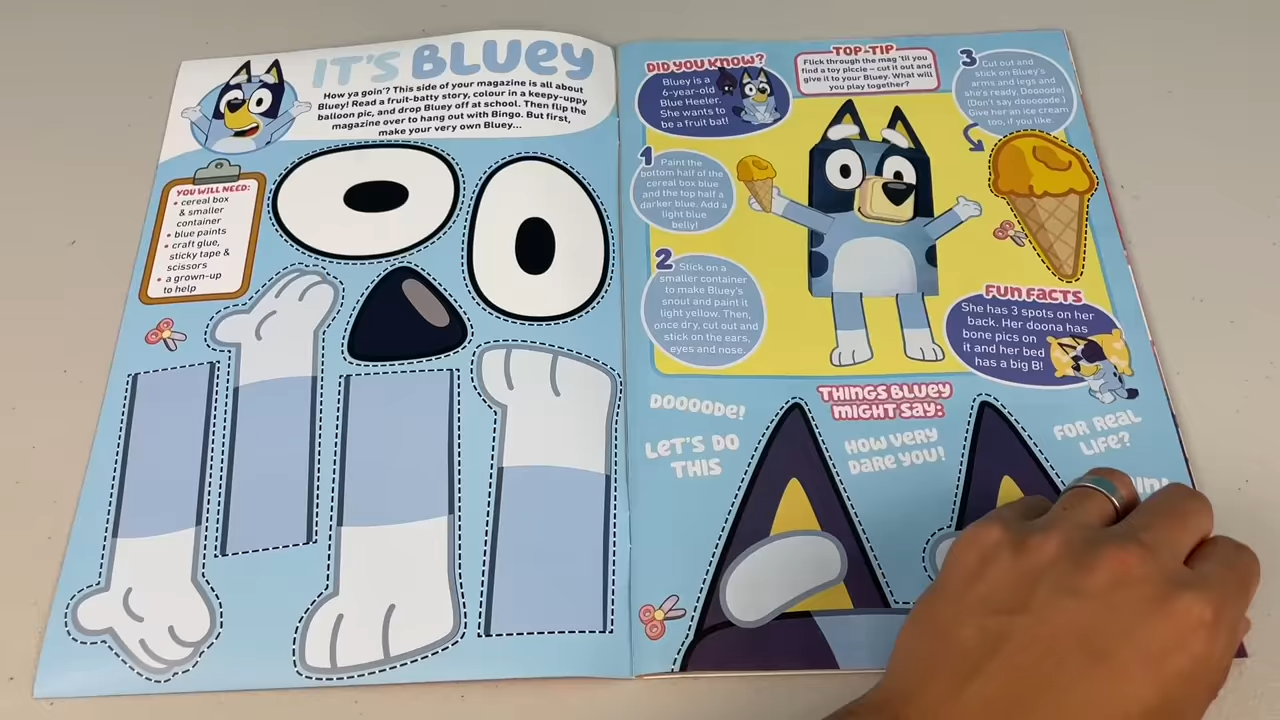 IT'S BLUEY
How ya goin'? This side of your magazine is all about
Bluey! Read a fruit-batty story, colour in a keepy-uppy
balloon pic, and drop Bluey off at school. Then flip the
magazine over to hang out with Bingo. But first,
make your very own Bluey...
YOU WILL NEED:
• cereal box
& smaller
container
• blue paints
• craft glue,
sticky tape &
scissors
• a grown-up
to help
DID YOU KNOW?
Bluey is a
6-year-old
Blue Heeler.
She wants to
be a fruit bat!
TOP-TIP
Flick through the mag 'til you
find a toy piccie – cut it out and
give it to your Bluey. What will
you play together?
1 Paint the
bottom half of the
cereal box blue
and the top half a
darker blue. Add a
light blue
belly!
2 Stick on a
smaller container
to make Bluey's
snout and paint it
light yellow. Then,
once dry, cut out and
stick on the ears,
eyes and nose.
3 Cut out and
stick on Bluey's
arms and legs and
she's ready, Dooooode!
(Don't say dooooode.)
Give her an ice cream
too, if you like.
FUN FACTS
She has 3 spots on her
back. Her doona has
bone pics on
it and her bed
has a big B!
THINGS BLUEY
MIGHT SAY:
DOOOODE!
LET'S DO
THIS
HOW VERY
DARE YOU!
FOR REAL
LIFE?